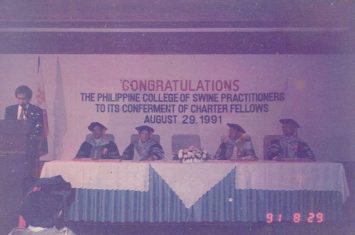 CONGRATULATIONS
THE PHILIPPINE COLLEGE OF SWINE PRACTITIONERS
TO ITS CONFERMENT OF CHARTER FELLOWS
AUGUST 29, 1991
91 8 29